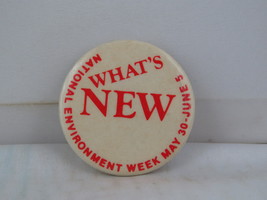 WHAT'S
NEW
NATIONAL ENVIRONMENT WEEK MAY 30-JUNE 5